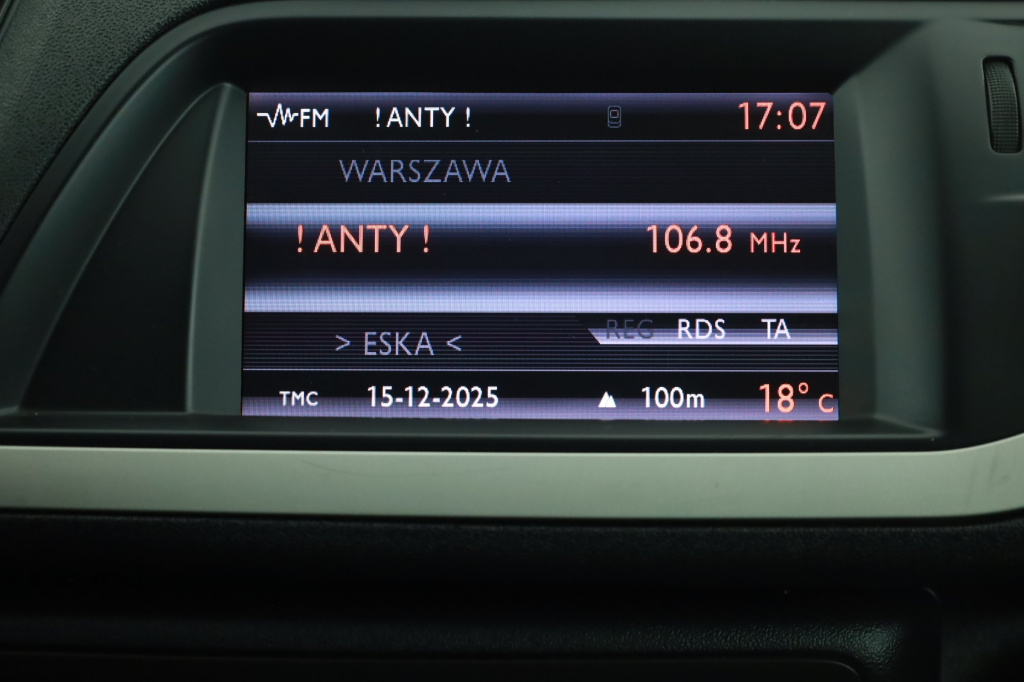 FM ! ANTY ! 17:07
WARSZAWA
! ANTY ! 106.8 MHz
REG RDS TA
> ESKA <
TMC 15-12-2025 100m 18° C